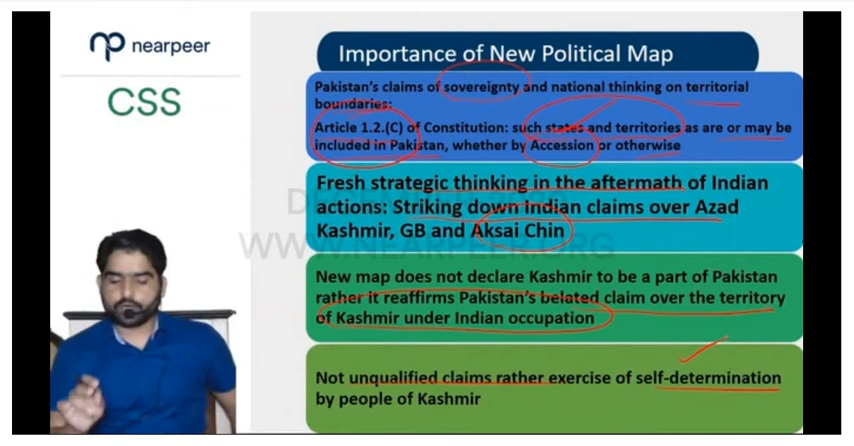 nearpeer
CSS
Importance of New Political Map
Pakistan's claims of sovereignty and national thinking on territorial
boundaries:
Article 1.2.(C) of Constitution: such states and territories as are or may be
included in Pakistan, whether by Accession or otherwise
Fresh strategic thinking in the aftermath of Indian
actions: Striking down Indian claims over Azad
Kashmir, GB and Aksai Chin
WWW.NEARPEER.ORG
New map does not declare Kashmir to be a part of Pakistan
rather it reaffirms Pakistan's belated claim over the territory
of Kashmir under Indian occupation
Not unqualified claims rather exercise of self-determination
by people of Kashmir